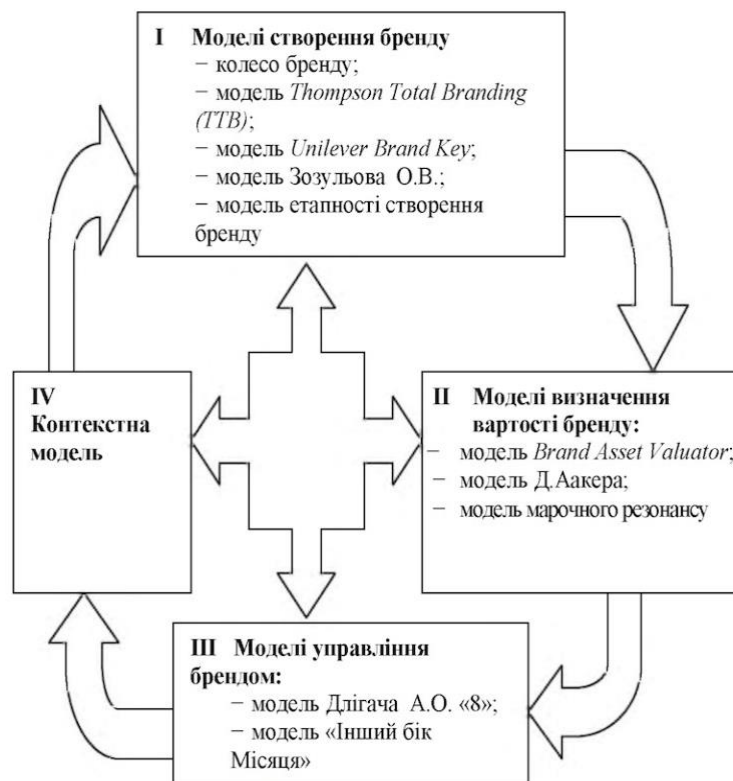 I Моделі створення бренду
− колесо бренду;
− модель Thompson Total Branding
(TTB);
− модель Unilever Brand Key;
− модель Зозульова О.В.;
− модель етапності створення
бренду
IV
Контекстна
модель
II Моделі визначення
вартості бренду:
− модель Brand Asset Valuator;
− модель Д.Аакера;
− модель марочного резонансу
III Моделі управління
брендом:
− модель Длігача А.О. «8»;
− модель «Інший бік
Місяця»